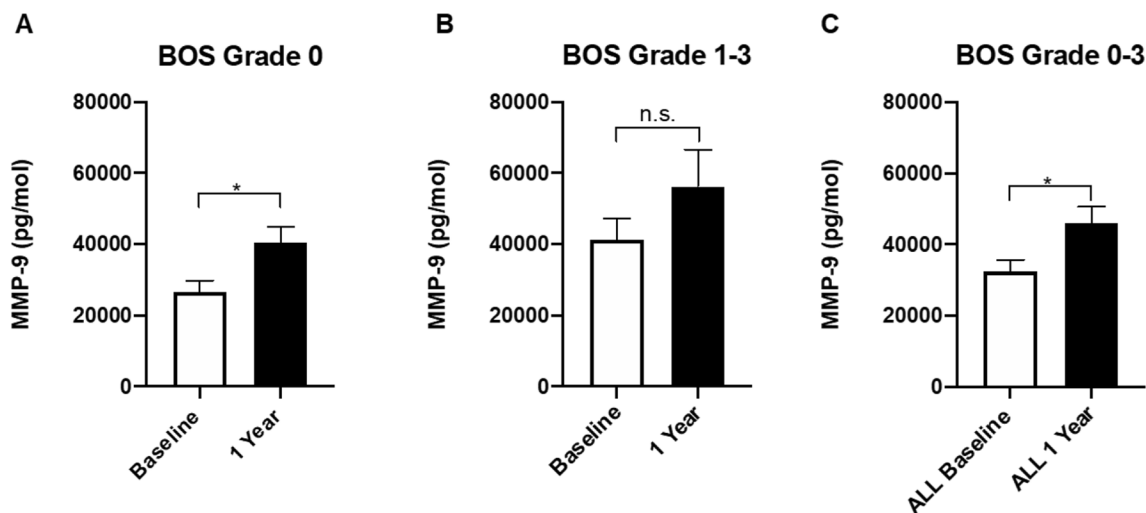 A
BOS Grade 0
MMP-9 (pg/mol)
80000
60000
40000
20000
0
*
Baseline
1 Year
B
BOS Grade 1-3
MMP-9 (pg/mol)
80000
60000
40000
20000
0
n.s.
Baseline
1 Year
C
BOS Grade 0-3
MMP-9 (pg/mol)
80000
60000
40000
20000
0
*
ALL Baseline
ALL 1 Year